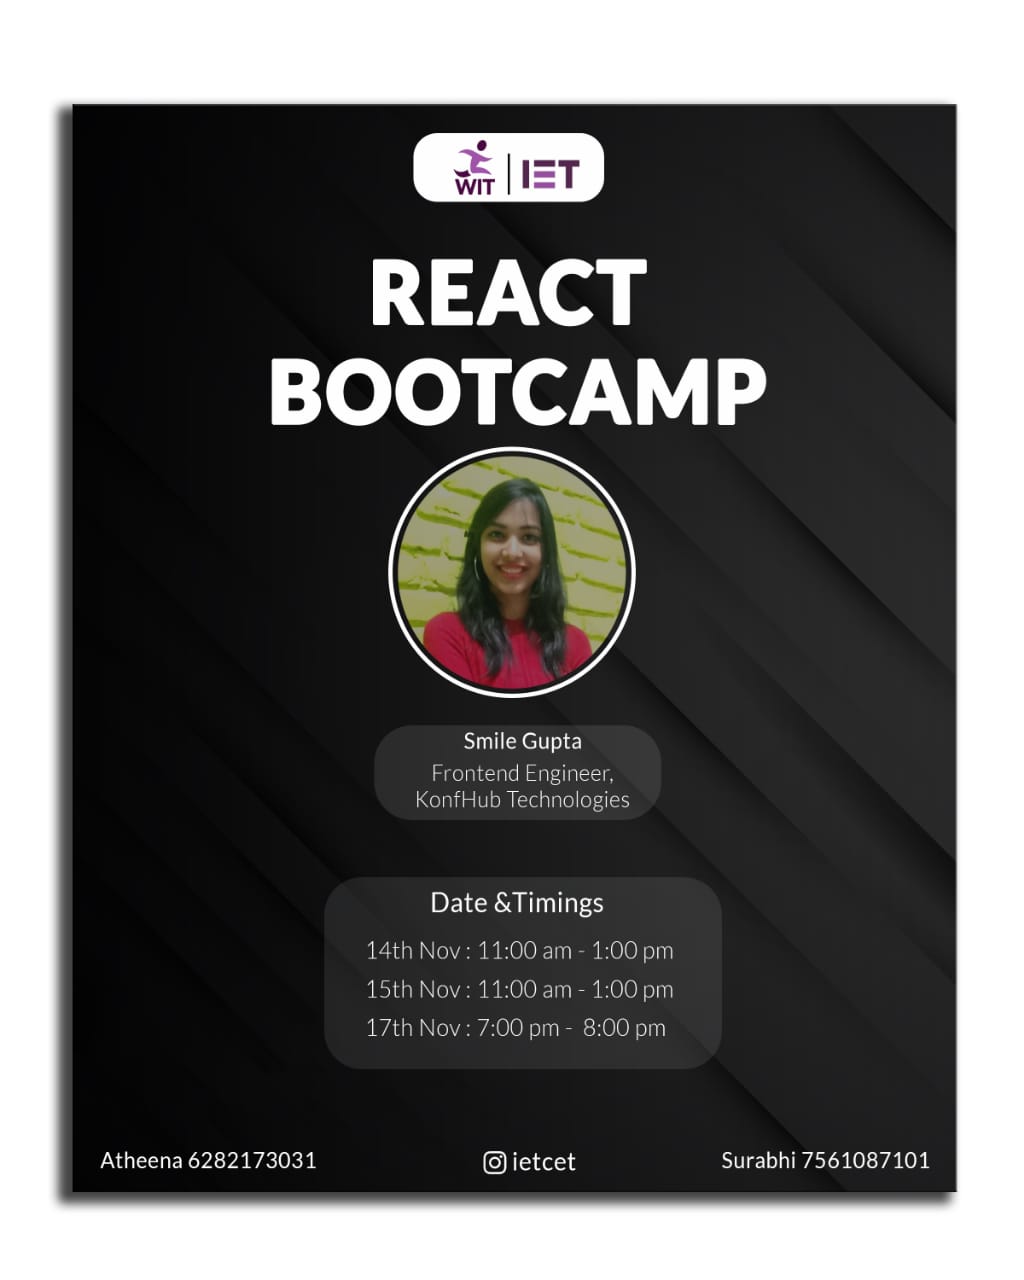 WIT | IET
REACT
BOOTCAMP
Smile Gupta
Frontend Engineer,
KonfHub Technologies
Date &Timings
14th Nov : 11:00 am - 1:00 pm
15th Nov : 11:00 am - 1:00 pm
17th Nov : 7:00 pm -  8:00 pm
Atheena 6282173031
ietcet
Surabhi 7561087101